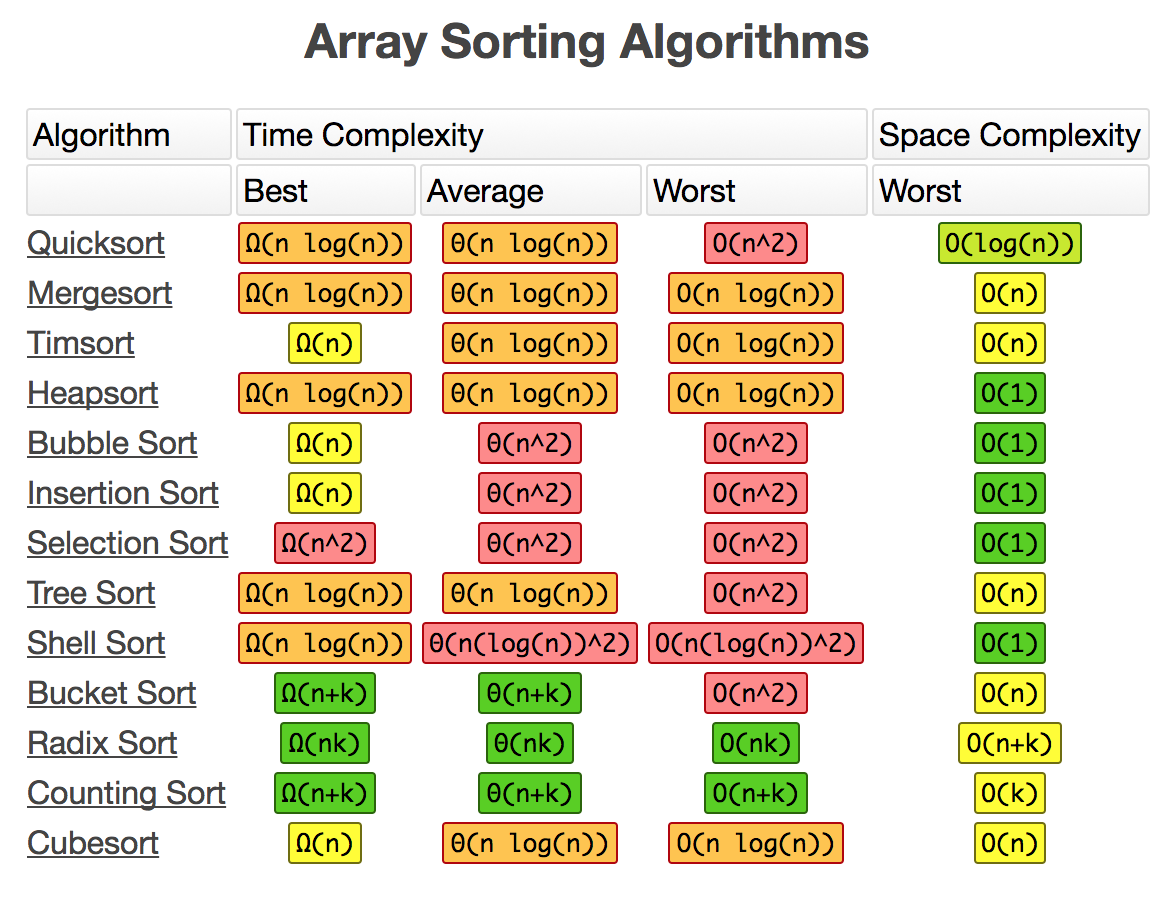 Array Sorting Algorithms
Algorithm Time Complexity Space Complexity
Best Average Worst Worst
Quicksort Ω(n log(n)) Θ(n log(n)) O(n^2) O(log(n))
Mergesort Ω(n log(n)) Θ(n log(n)) O(n log(n)) O(n)
Timsort Ω(n) Θ(n log(n)) O(n log(n)) O(n)
Heapsort Ω(n log(n)) Θ(n log(n)) O(n log(n)) O(1)
Bubble Sort Ω(n) Θ(n^2) O(n^2) O(1)
Insertion Sort Ω(n) Θ(n^2) O(n^2) O(1)
Selection Sort Ω(n^2) Θ(n^2) O(n^2) O(1)
Tree Sort Ω(n log(n)) Θ(n log(n)) O(n^2) O(n)
Shell Sort Ω(n log(n)) Θ(n(log(n))^2) O(n(log(n))^2) O(1)
Bucket Sort Ω(n+k) Θ(n+k) O(n^2) O(n)
Radix Sort Ω(nk) Θ(nk) O(nk) O(n+k)
Counting Sort Ω(n+k) Θ(n+k) O(n+k) O(k)
Cubesort Ω(n) Θ(n log(n)) O(n log(n)) O(n)